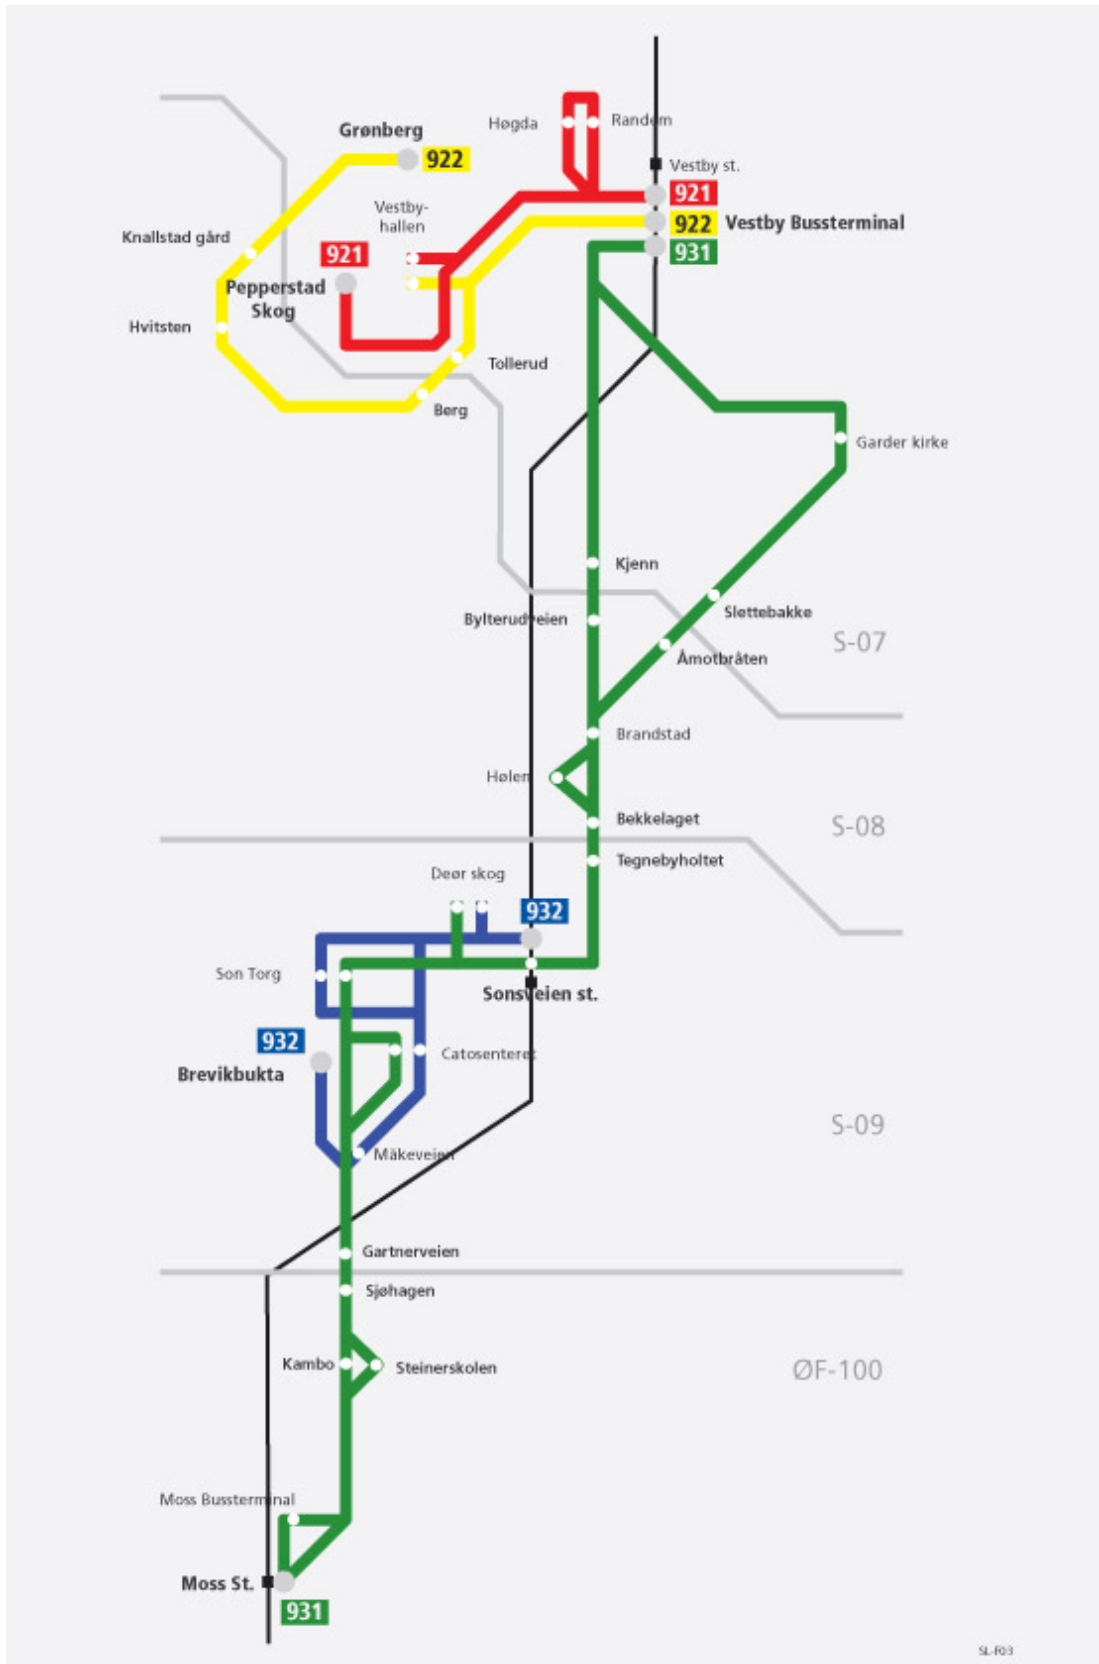 Høgda
Randem
Grønberg
922
Vestby st.
921
Vestby-
hallen
922
Vestby Bussterminal
Knallstad gård
921
931
Pepperstad
Skog
Hvitsten
Tollerud
Berg
Garder kirke
Kjenn
Bylterudveien
Slettebakke
S-07
Åmotbråten
Brandstad
Hølen
Bekkelaget
S-08
Tegnebyholtet
Deør skog
932
Son Torg
Sonsveien st.
932
Catosenteret
Brevikbukta
S-09
Måkeveien
Gartnerveien
Sjøhagen
Kambo
Steinerskolen
ØF-100
Moss Bussterminal
Moss St.
931
SL-F03